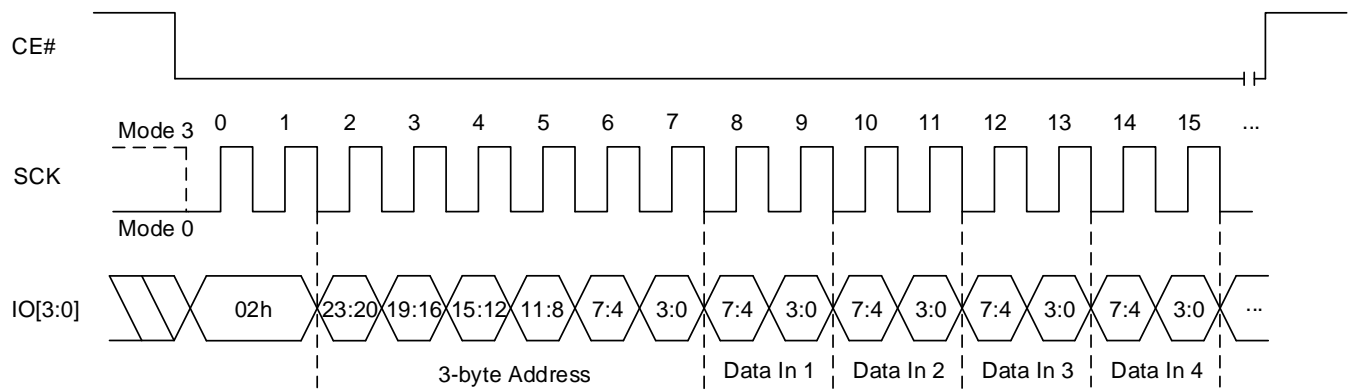 CE#
Mode 3 0 1 2 3 4 5 6 7 8 9 10 11 12 13 14 15 ...
SCK
Mode 0
IO[3:0] 02h 23:20 19:16 15:12 11:8 7:4 3:0 7:4 3:0 7:4 3:0 7:4 3:0 7:4 3:0 ...
3-byte Address Data In 1 Data In 2 Data In 3 Data In 4